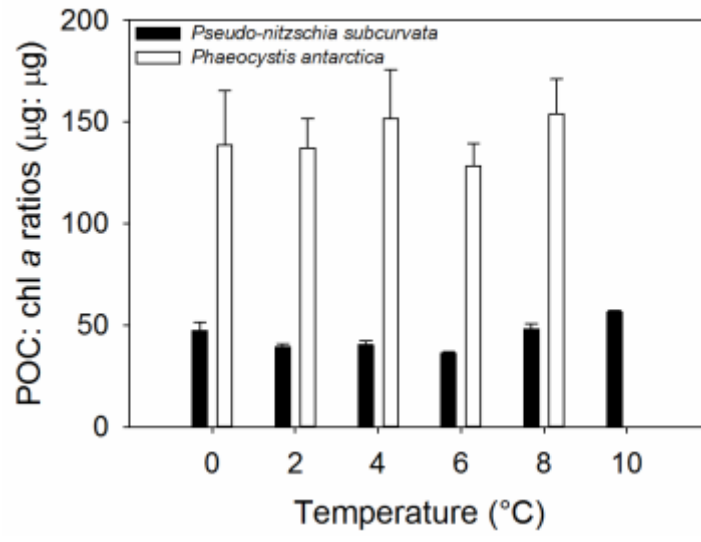 200
150
100
50
0
POC: chl a ratios (μg: μg)
Pseudo-nitzschia subcurvata
Phaeocystis antarctica
0 2 4 6 8 10
Temperature (°C)